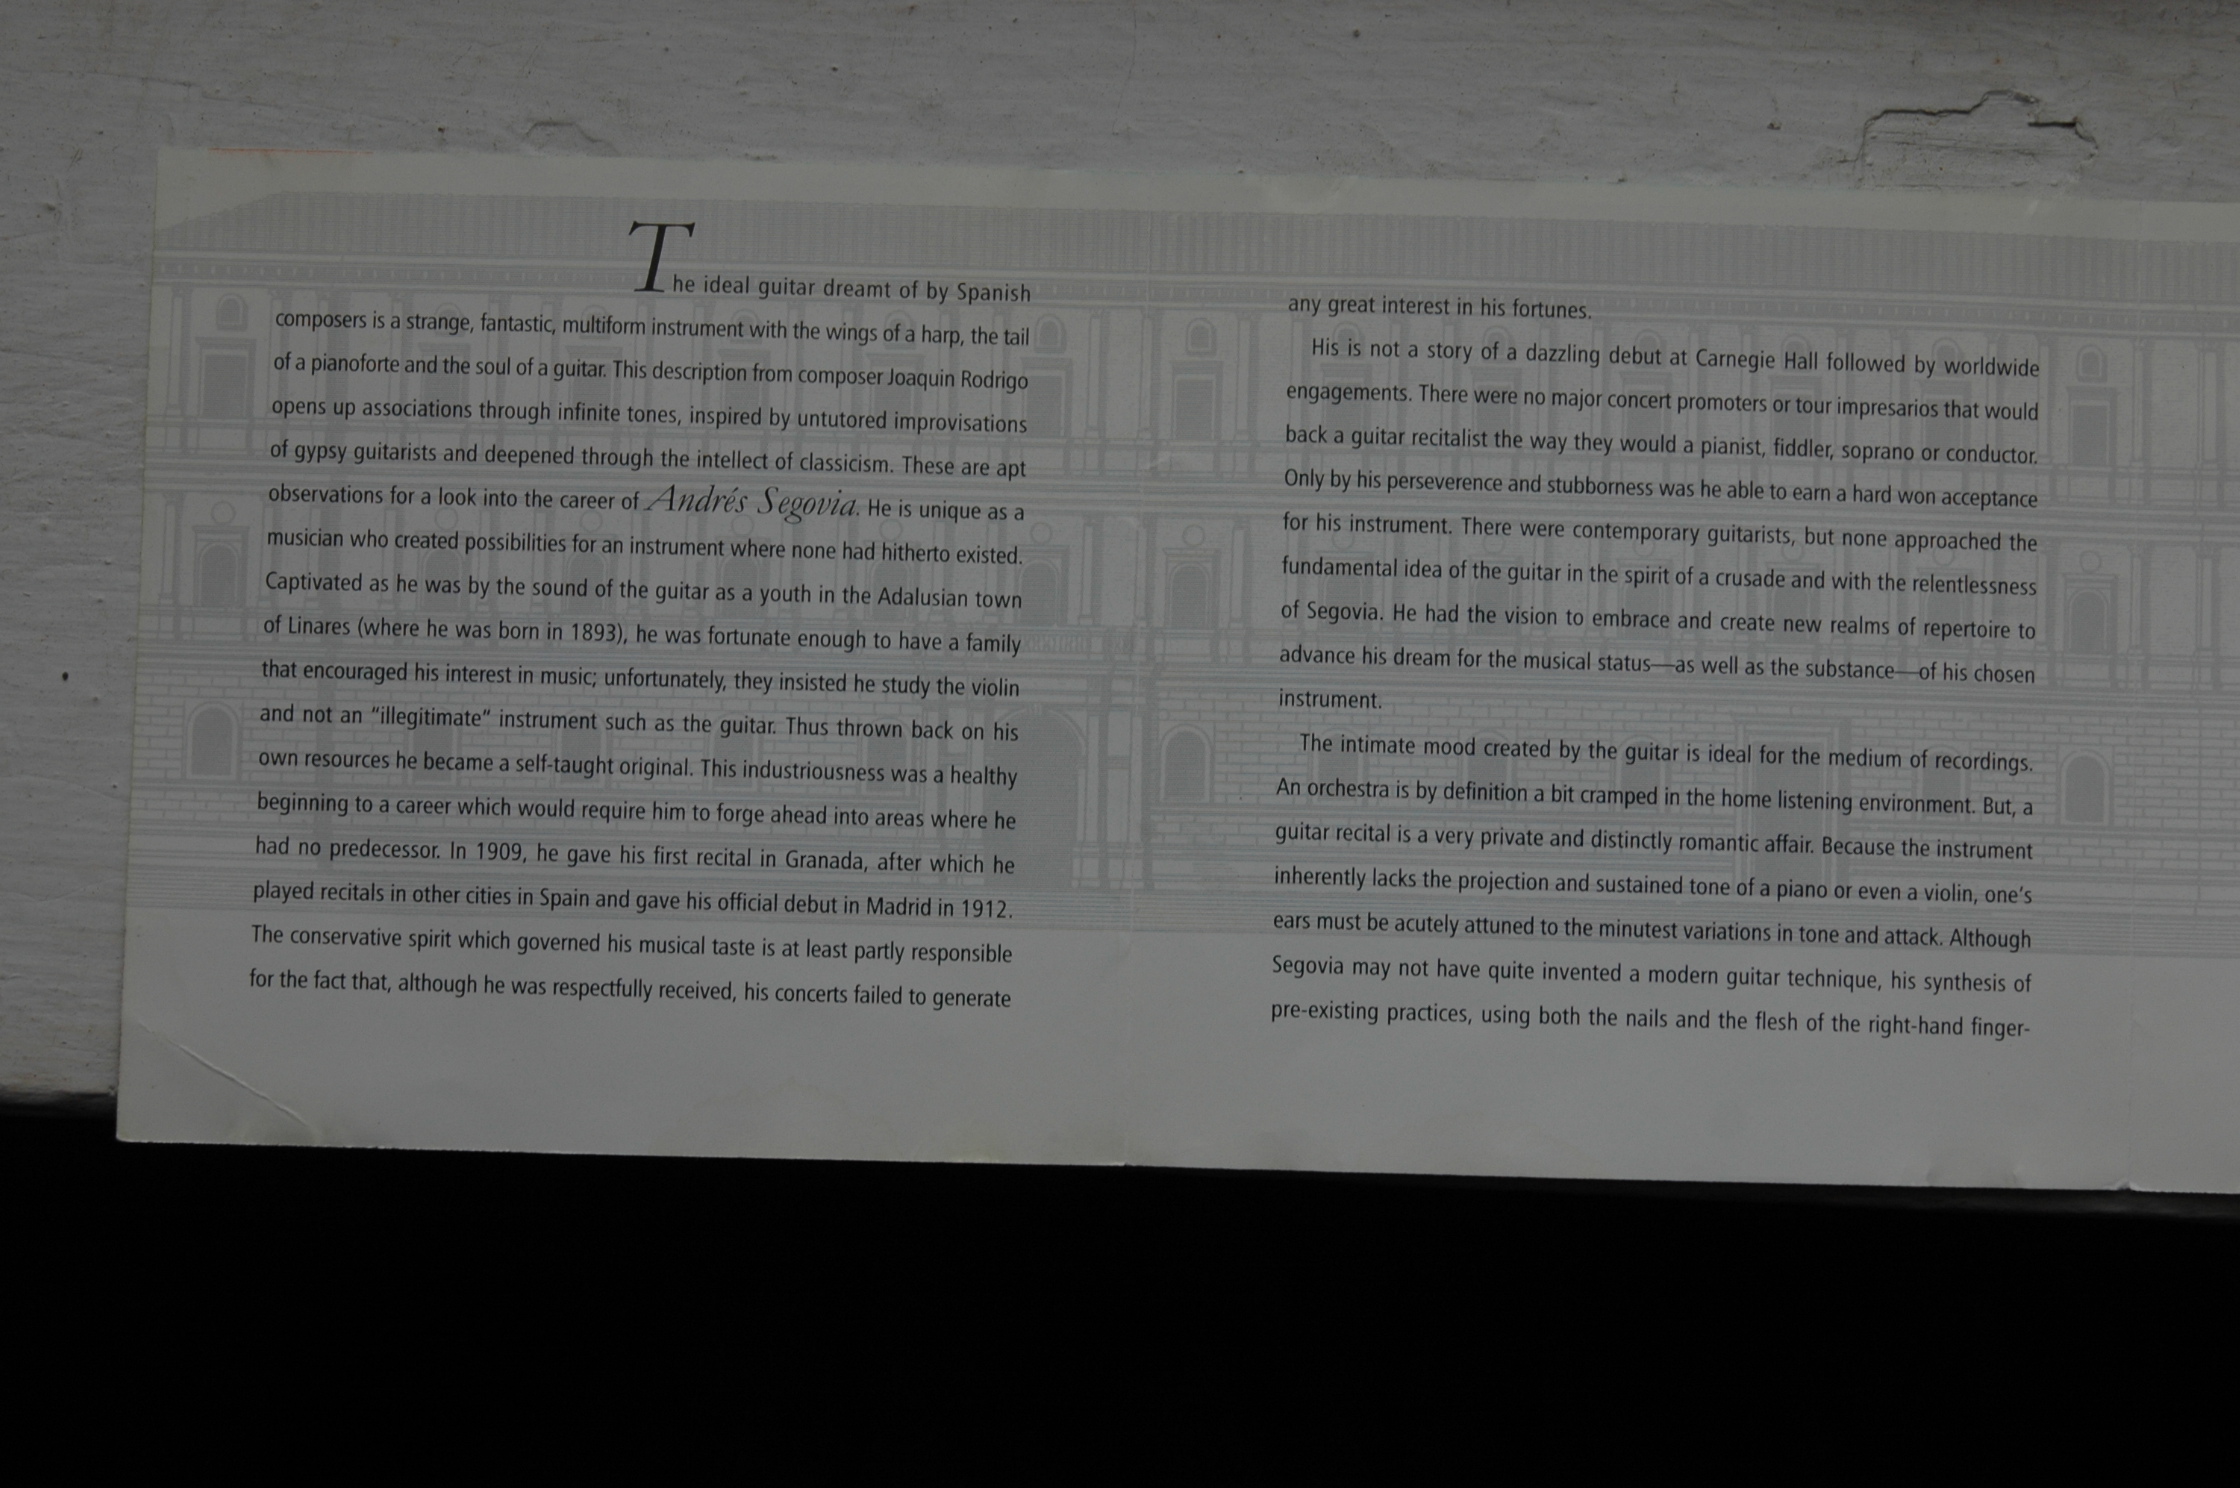 The ideal guitar dreamt of by Spanish
composers is a strange, fantastic, multiform instrument with the wings of a harp, the tail
of a pianoforte and the soul of a guitar. This description from composer Joaquin Rodrigo
opens up associations through infinite tones, inspired by untutored improvisations
of gypsy guitarists and deepened through the intellect of classicism. These are apt
observations for a look into the career of Andrés Segovia. He is unique as a
musician who created possibilities for an instrument where none had hitherto existed.
Captivated as he was by the sound of the guitar as a youth in the Adalusian town
of Linares (where he was born in 1893), he was fortunate enough to have a family
that encouraged his interest in music; unfortunately, they insisted he study the violin
and not an "illegitimate" instrument such as the guitar. Thus thrown back on his
own resources he became a self-taught original. This industriousness was a healthy
beginning to a career which would require him to forge ahead into areas where he
had no predecessor. In 1909, he gave his first recital in Granada, after which he
played recitals in other cities in Spain and gave his official debut in Madrid in 1912.
The conservative spirit which governed his musical taste is at least partly responsible
for the fact that, although he was respectfully received, his concerts failed to generate
any great interest in his fortunes.
His is not a story of a dazzling debut at Carnegie Hall followed by worldwide
engagements. There were no major concert promoters or tour impresarios that would
back a guitar recitalist the way they would a pianist, fiddler, soprano or conductor.
Only by his perseverence and stubborness was he able to earn a hard won acceptance
for his instrument. There were contemporary guitarists, but none approached the
fundamental idea of the guitar in the spirit of a crusade and with the relentlessness
of Segovia. He had the vision to embrace and create new realms of repertoire to
advance his dream for the musical status—as well as the substance—of his chosen
instrument.
The intimate mood created by the guitar is ideal for the medium of recordings.
An orchestra is by definition a bit cramped in the home listening environment. But, a
guitar recital is a very private and distinctly romantic affair. Because the instrument
inherently lacks the projection and sustained tone of a piano or even a violin, one's
ears must be acutely attuned to the minutest variations in tone and attack. Although
Segovia may not have quite invented a modern guitar technique, his synthesis of
pre-existing practices, using both the nails and the flesh of the right-hand finger-